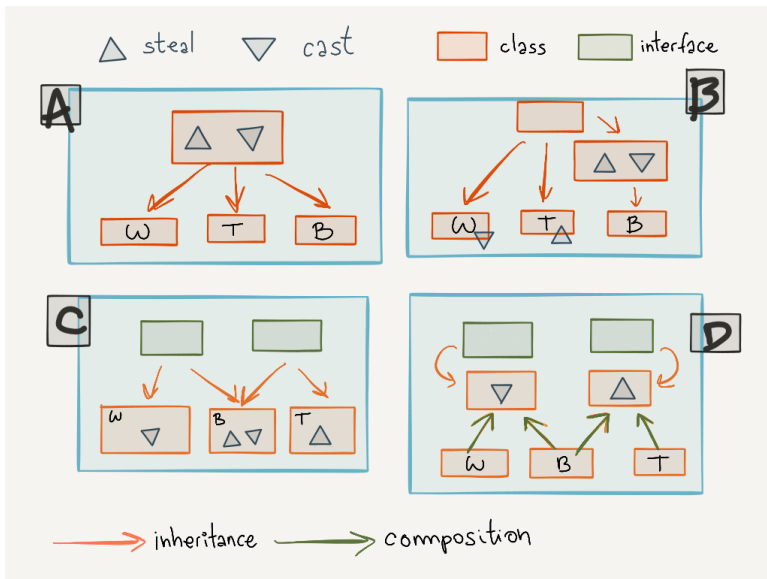 steal cast class interface
A
W T B
B
W T B
C
W B T
D
W B T
inheritance composition